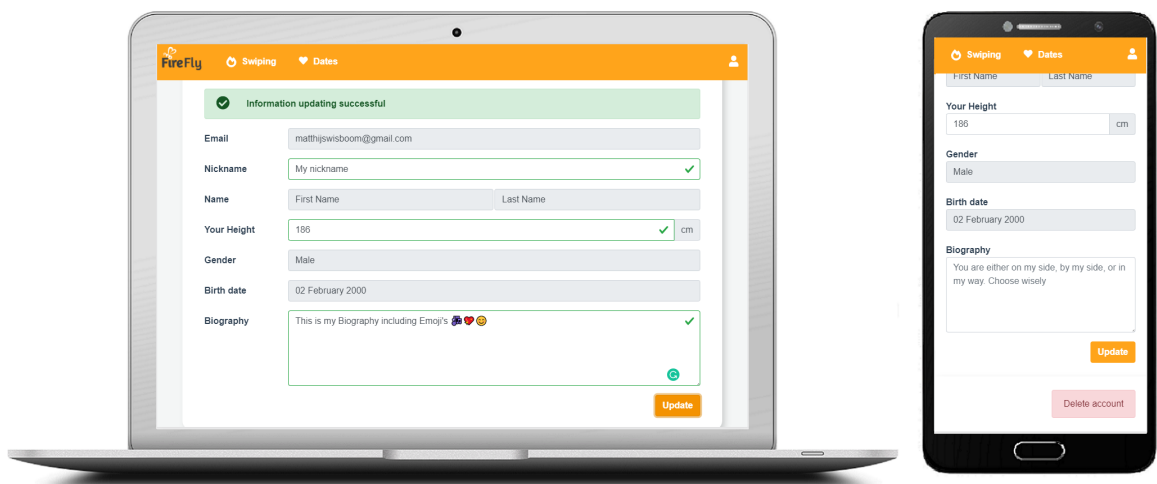 FireFly Swiping Dates
Information updating successful
Email matthijswisboom@gmail.com
Nickname My nickname
Name First Name Last Name
Your Height 186 cm
Gender Male
Birth date 02 February 2000
Biography This is my Biography including Emoji's 🎳💝😊
Update
Swiping Dates
First Name Last Name
Your Height
186 cm
Gender
Male
Birth date
02 February 2000
Biography
You are either on my side, by my side, or in
my way. Choose wisely
Update
Delete account